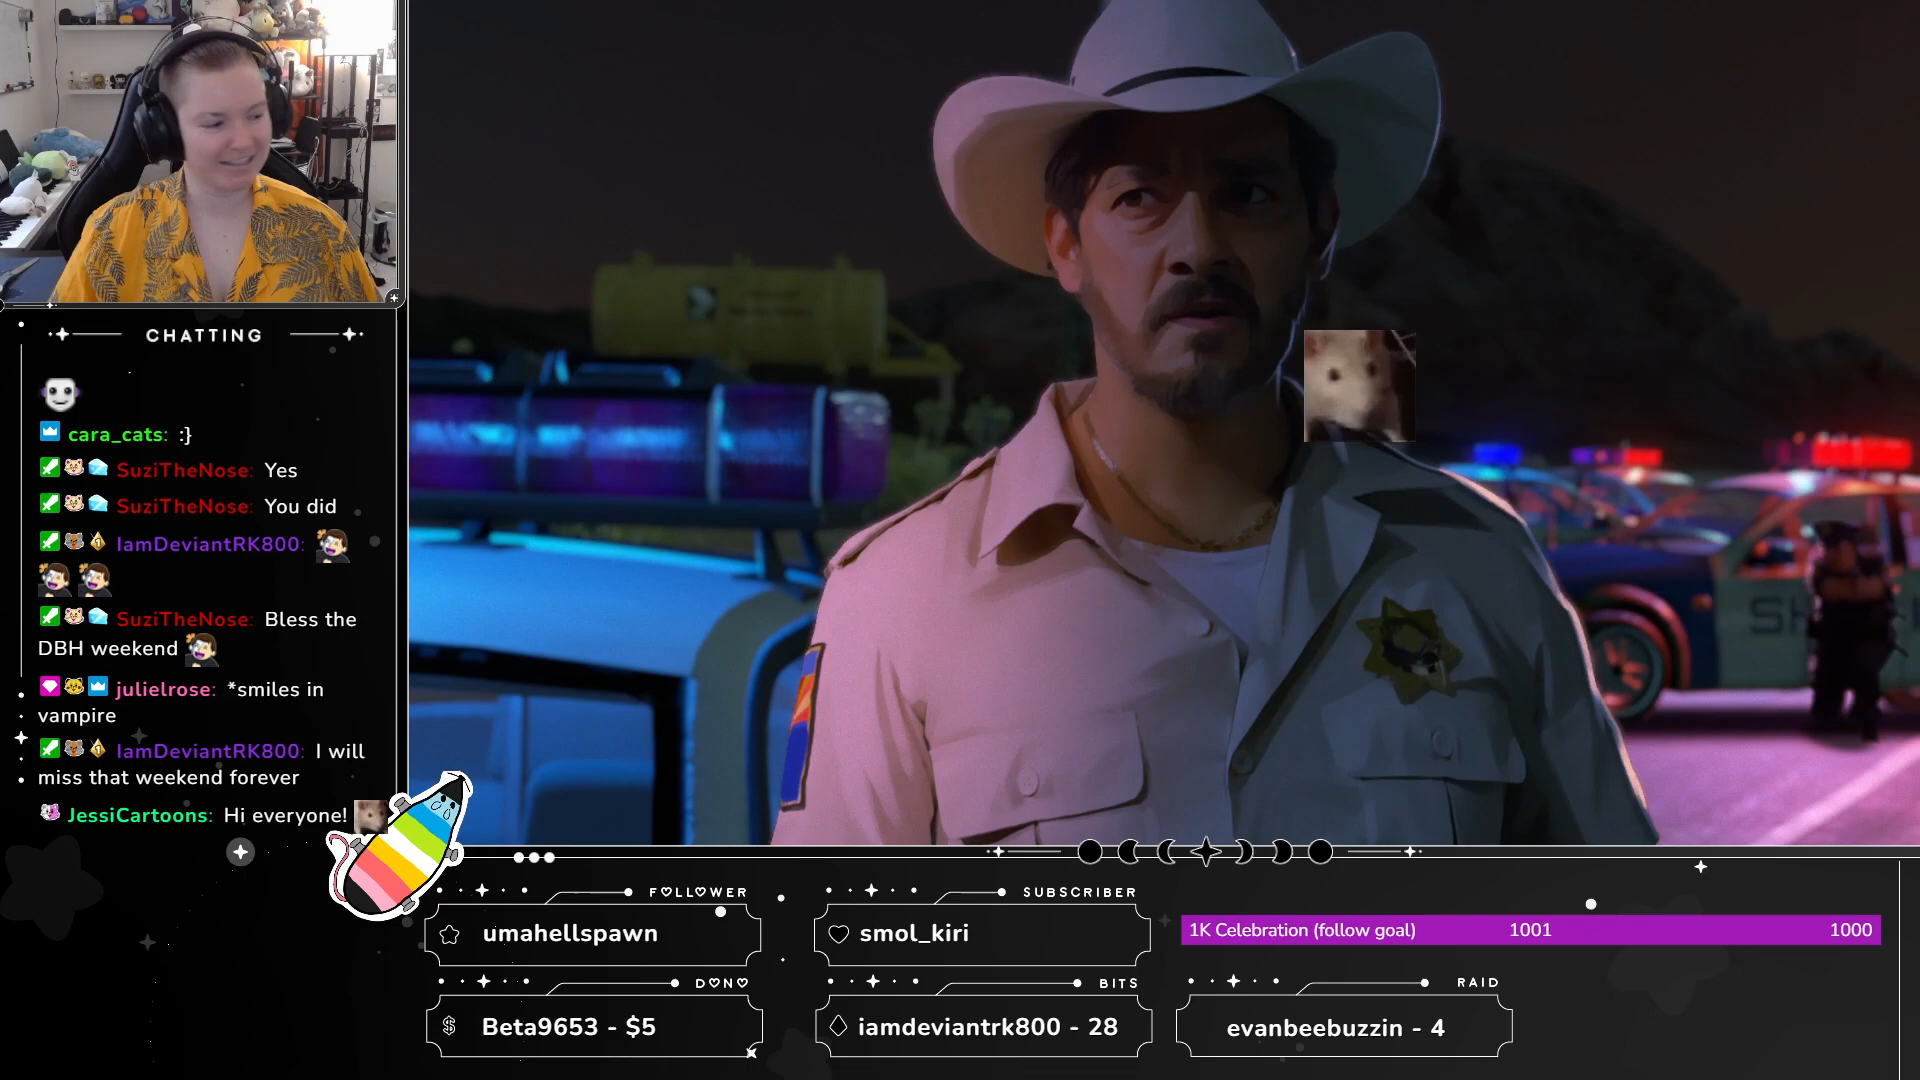 CHATTING
cara_cats: :}
SuziTheNose: Yes
SuziTheNose: You did
IamDeviantRK800:
SuziTheNose: Bless the
DBH weekend
julielrose: *smiles in
vampire
IamDeviantRK800: I will
miss that weekend forever
JessiCartoons: Hi everyone!
FOLLOWER
umahellspawn
SUBSCRIBER
smol_kiri
1K Celebration (follow goal) 1001 1000
DONO
Beta9653 - $5
BITS
iamdeviantrk800 - 28
RAID
evanbeebuzzin - 4